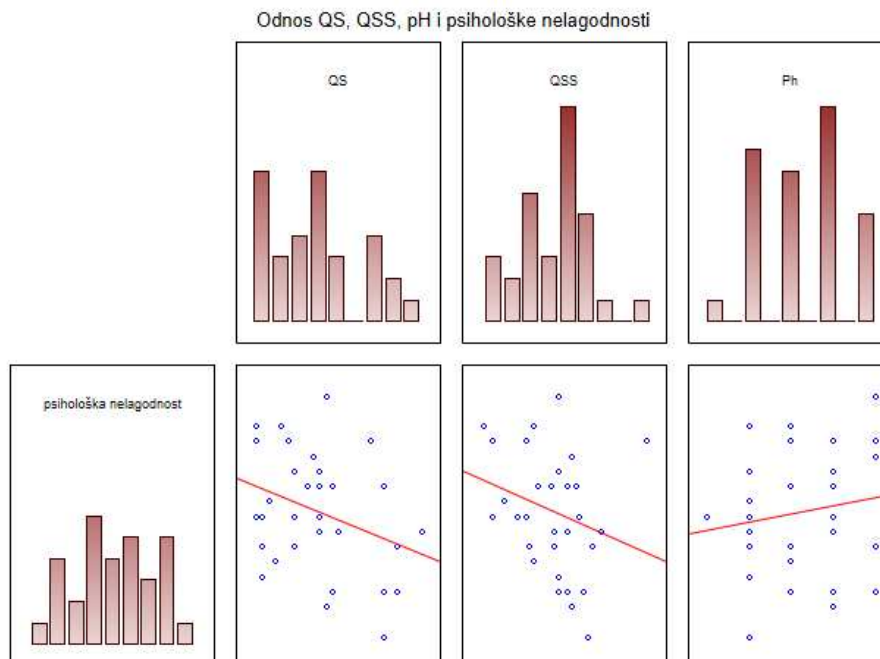 Odnos QS, QSS, pH i psihološke nelagodnosti
QS
QSS
Ph
psihološka nelagodnost